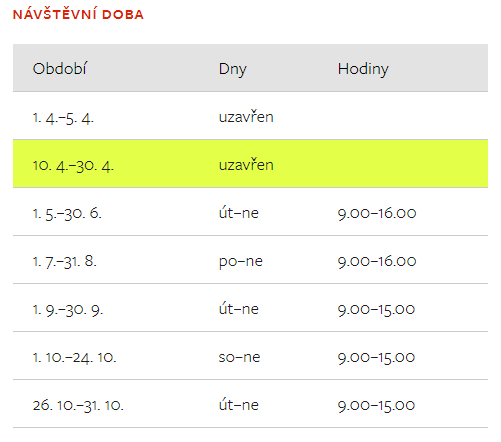 NÁVŠTĚVNÍ DOBA
Období Dny Hodiny
1. 4.–5. 4. uzavřen
10. 4.–30. 4. uzavřen
1. 5.–30. 6. út–ne 9.00–16.00
1. 7.–31. 8. po–ne 9.00–16.00
1. 9.–30. 9. út–ne 9.00–15.00
1. 10.–24. 10. so–ne 9.00–15.00
26. 10.–31. 10. út–ne 9.00–15.00